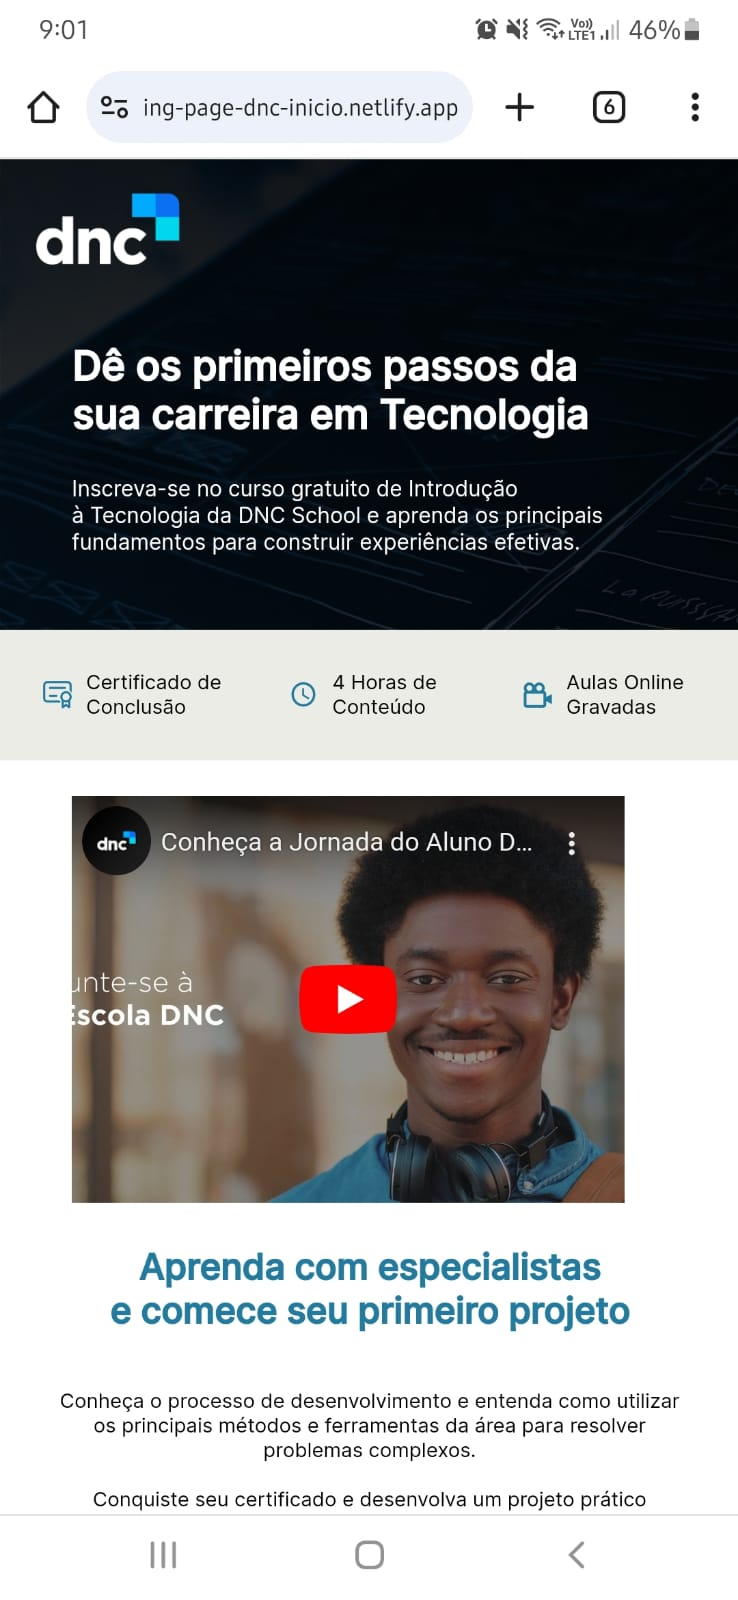 9:01
Vo)) LTE1 46%
ing-page-dnc-inicio.netlify.app
6
dnc
Dê os primeiros passos da
sua carreira em Tecnologia
Inscreva-se no curso gratuito de Introdução
à Tecnologia da DNC School e aprenda os principais
fundamentos para construir experiências efetivas.
Certificado de
Conclusão
4 Horas de
Conteúdo
Aulas Online
Gravadas
dnc
Conheça a Jornada do Aluno D...
unte-se à
Escola DNC
Aprenda com especialistas
e comece seu primeiro projeto
Conheça o processo de desenvolvimento e entenda como utilizar
os principais métodos e ferramentas da área para resolver
problemas complexos.
Conquiste seu certificado e desenvolva um projeto prático